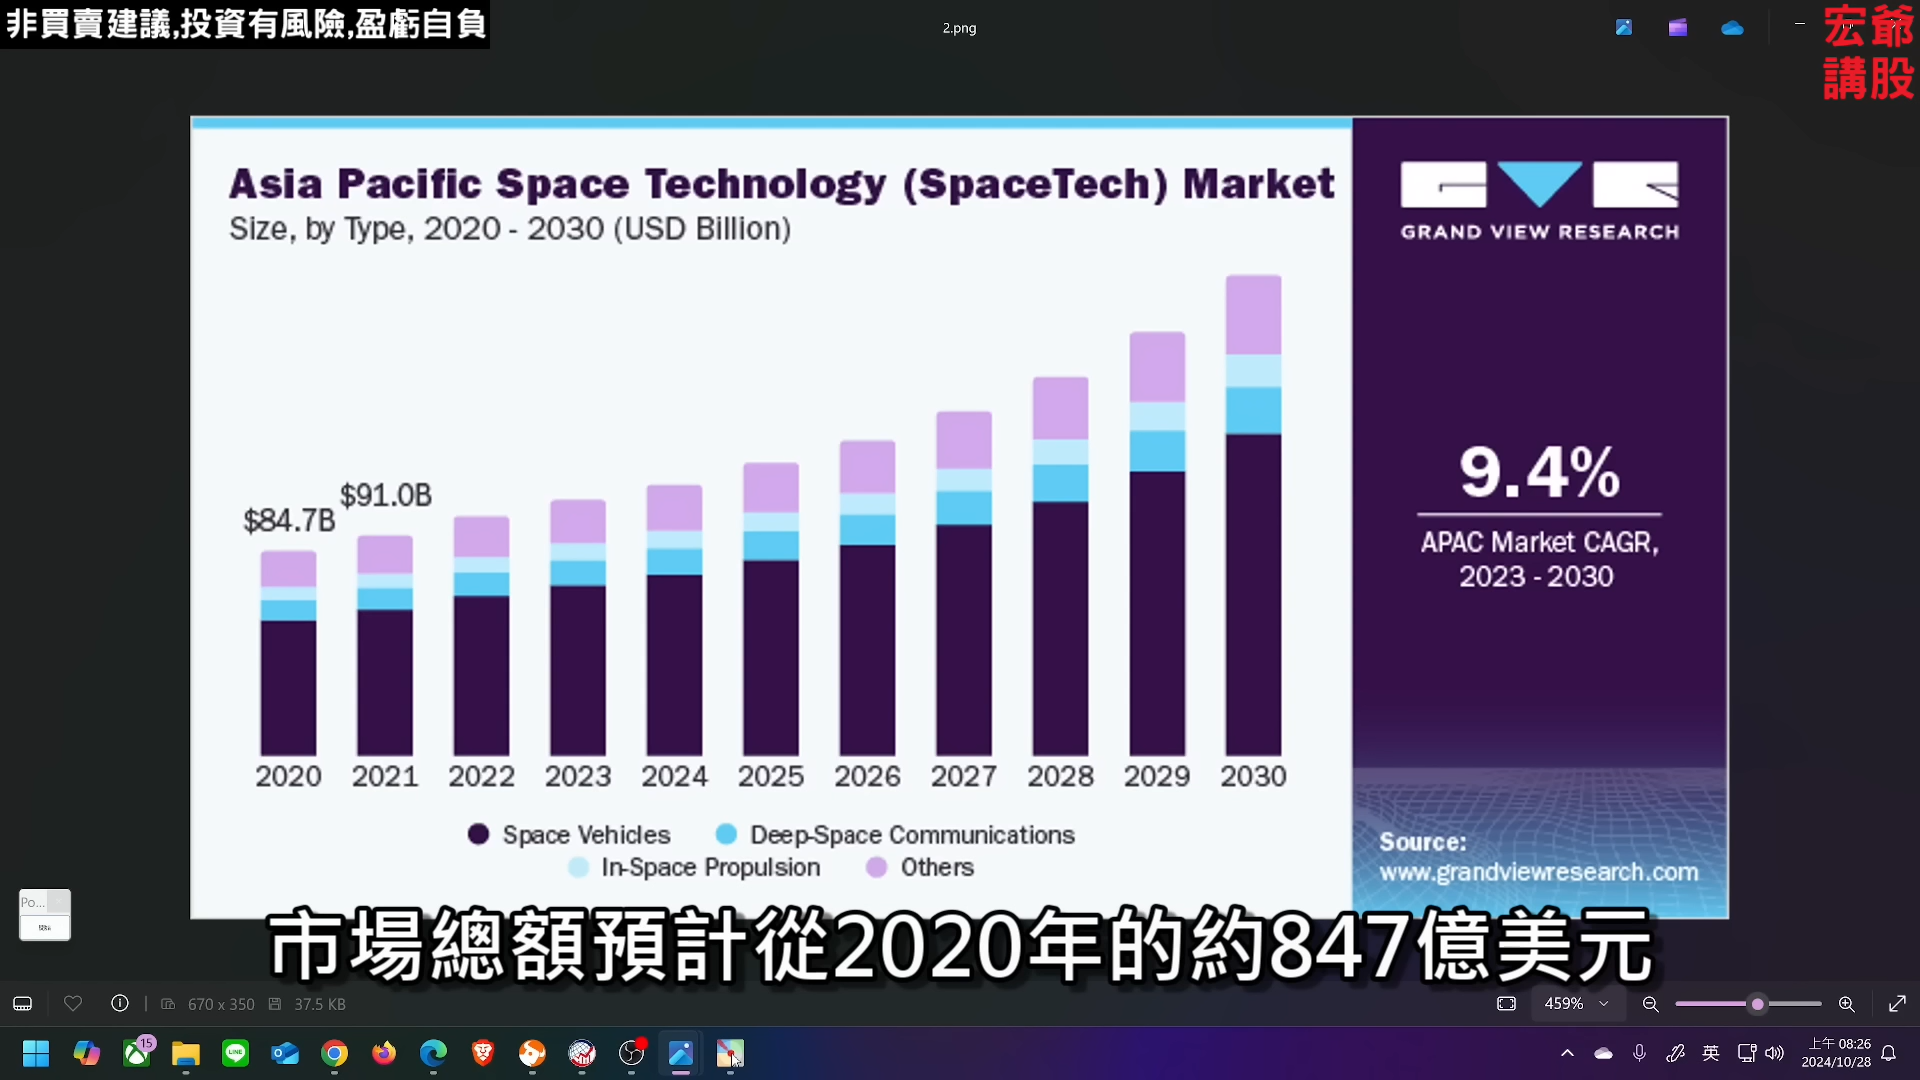 非買賣建議,投資有風險,盈虧自負
2.png
宏爺
講股
Asia Pacific Space Technology (SpaceTech) Market
Size, by Type, 2020 - 2030 (USD Billion)
GRAND VIEW RESEARCH
$84.7B
$91.0B
9.4%
APAC Market CAGR,
2023 - 2030
2020 2021 2022 2023 2024 2025 2026 2027 2028 2029 2030
Space Vehicles
Deep-Space Communications
In-Space Propulsion
Others
Source:
www.grandviewresearch.com
Po...
市場總額預計從2020年的約847億美元
670 x 350
37.5 KB
459%
15
LINE
英
上午 08:26
2024/10/28